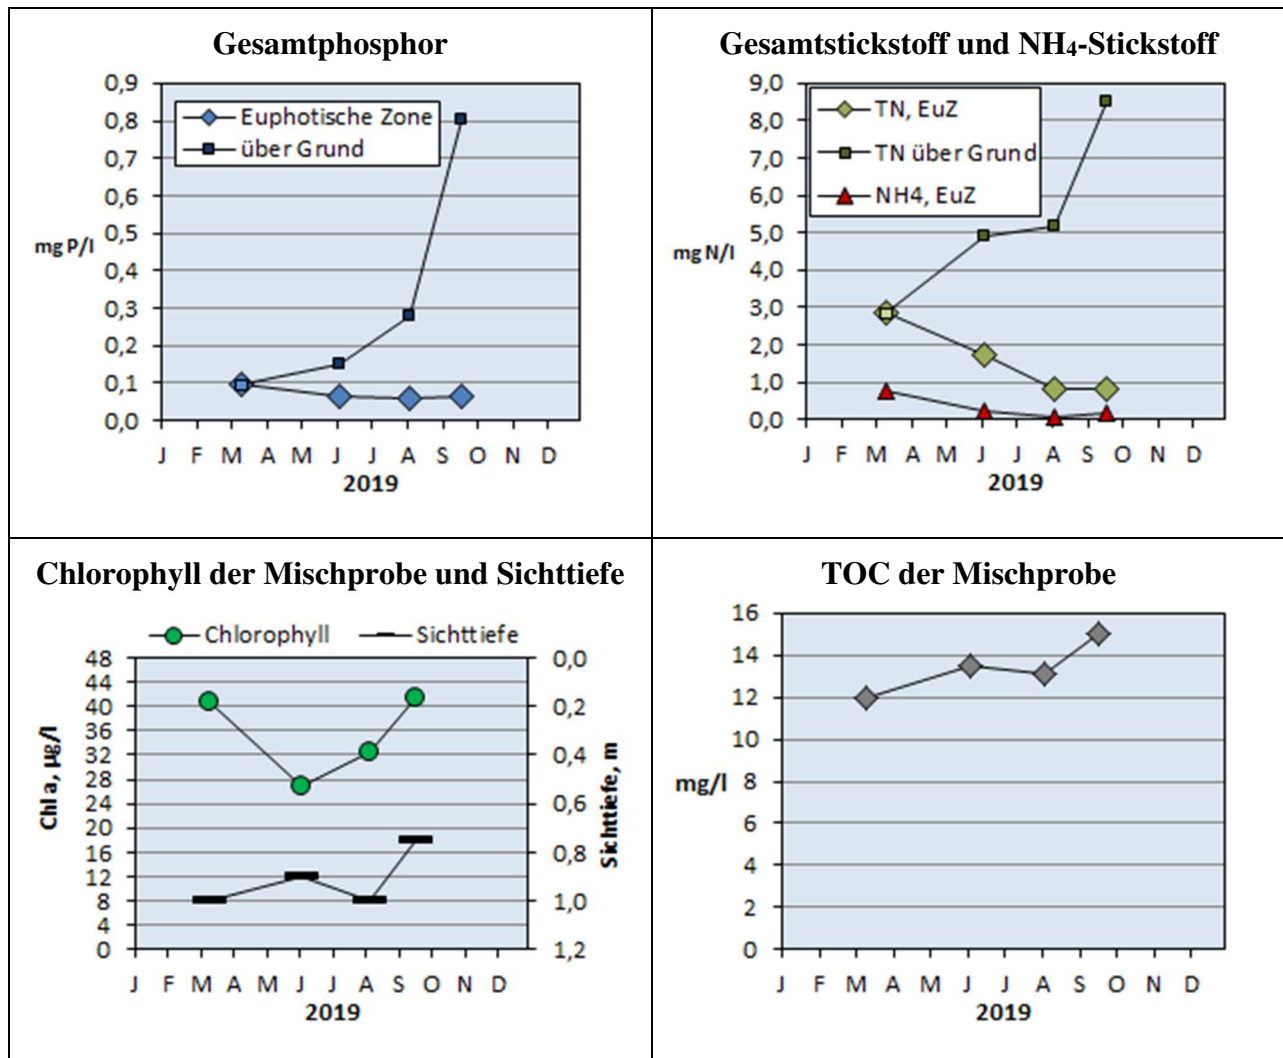 Gesamtphosphor
0,9
0,8
0,7
0,6
0,5
0,4
0,3
0,2
0,1
0,0
mg P/l
Euphotische Zone
über Grund
J F M A M J J A S O N D
2019
Gesamtstickstoff und NH4-Stickstoff
9,0
8,0
7,0
6,0
5,0
4,0
3,0
2,0
1,0
0,0
mg N/l
TN, EuZ
TN über Grund
NH4, EuZ
J F M A M J J A S O N D
2019
Chlorophyll der Mischprobe und Sichttiefe
Chlorophyll Sichttiefe
48
44
40
36
32
28
24
20
16
12
8
4
0
Chl a, µg/l
0,0
0,2
0,4
0,6
0,8
1,0
1,2
Sichttiefe, m
J F M A M J J A S O N D
2019
TOC der Mischprobe
16
14
12
10
8
6
4
2
0
mg/l
J F M A M J J A S O N D
2019